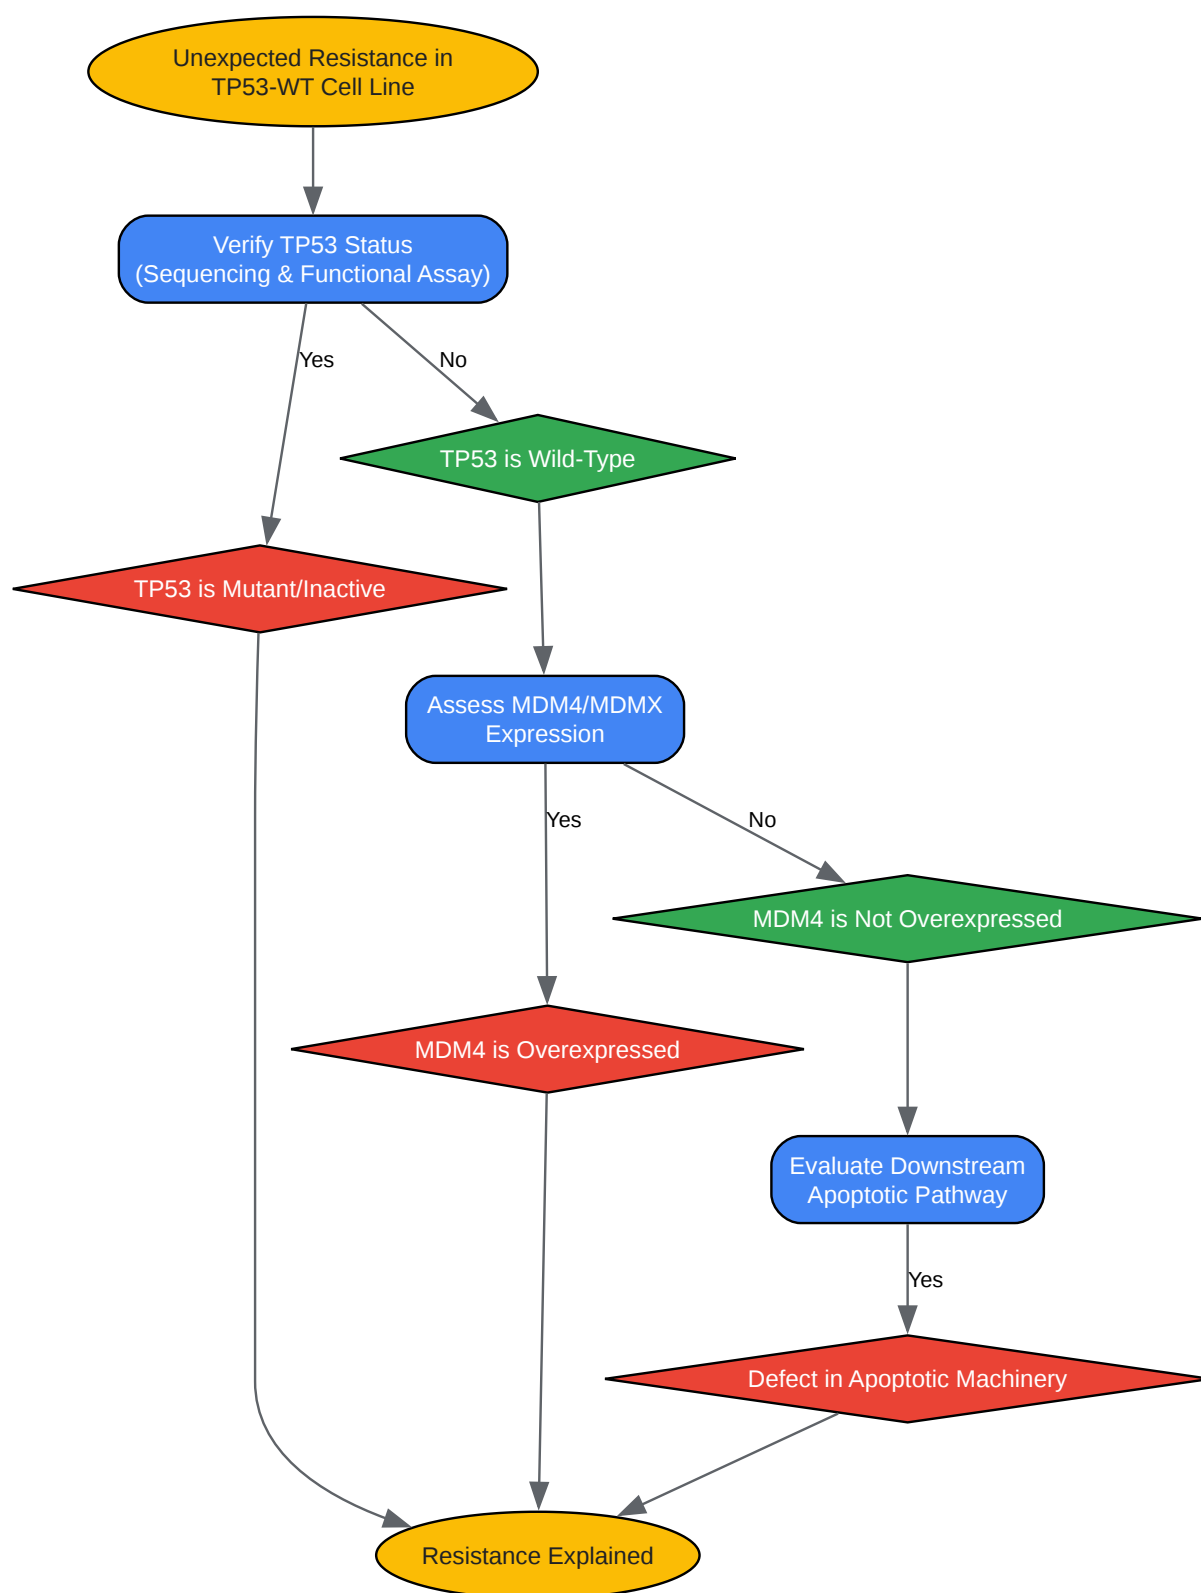 Unexpected Resistance in
TP53-WT Cell Line
Verify TP53 Status
(Sequencing & Functional Assay)
Yes
No
TP53 is Wild-Type
TP53 is Mutant/Inactive
Assess MDM4/MDMX
Expression
Yes
No
MDM4 is Not Overexpressed
MDM4 is Overexpressed
Evaluate Downstream
Apoptotic Pathway
Yes
Defect in Apoptotic Machinery
Resistance Explained